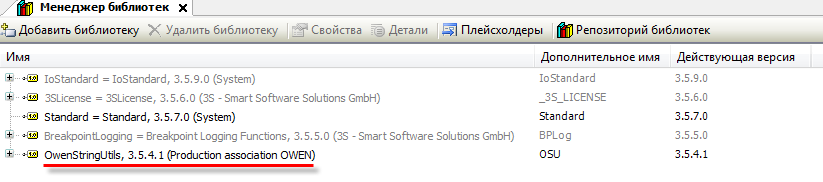 Менеджер библиотек
Добавить библиотеку Удалить библиотеку Свойства Детали Плейсхолдеры Репозиторий библиотек
Имя Дополнительное имя Действующая версия
IoStandard = IoStandard, 3.5.9.0 (System) IoStandard 3.5.9.0
3SLicense = 3SLicense, 3.5.6.0 (3S - Smart Software Solutions GmbH) _3S_LICENSE 3.5.6.0
Standard = Standard, 3.5.7.0 (System) Standard 3.5.7.0
BreakpointLogging = Breakpoint Logging Functions, 3.5.5.0 (3S - Smart Software Solutions GmbH) BPLog 3.5.5.0
OwenStringUtils, 3.5.4.1 (Production association OWEN) OSU 3.5.4.1